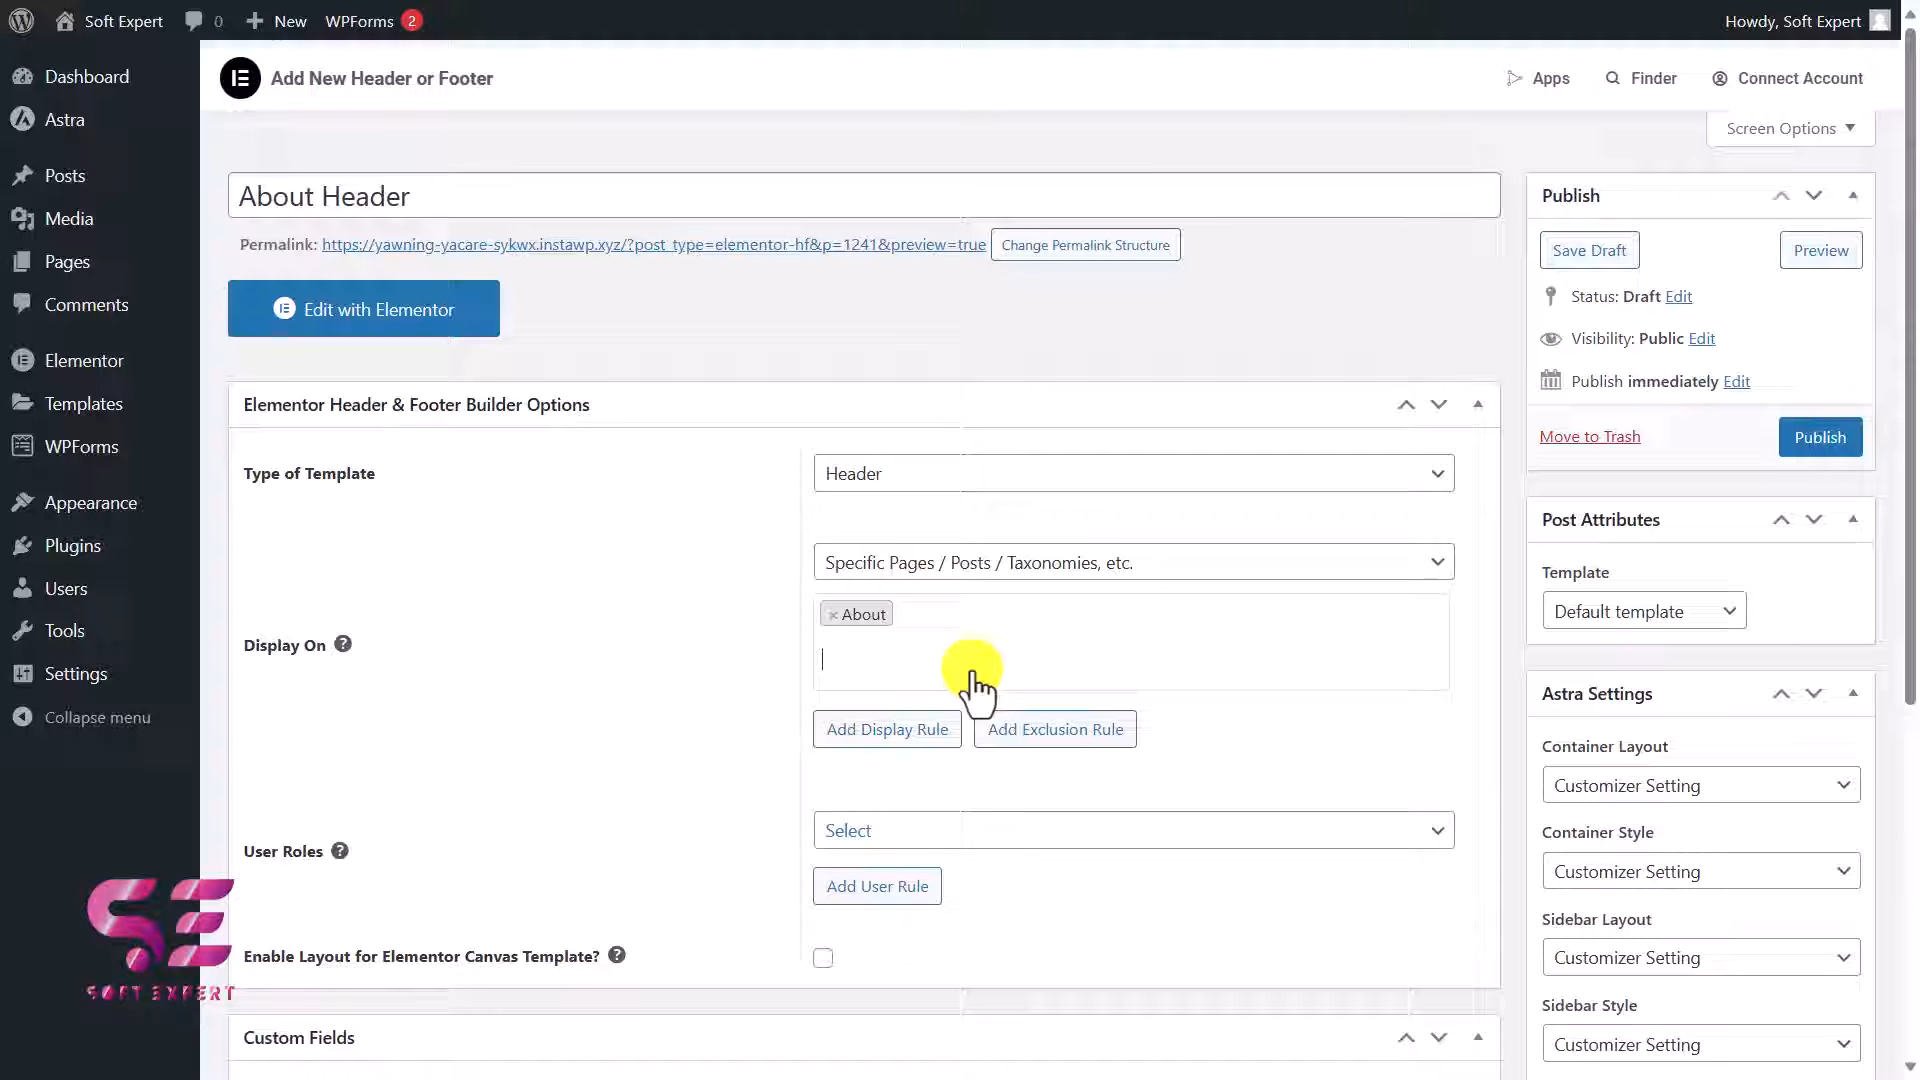 Soft Expert
0
New
WPForms 2
Howdy, Soft Expert
Dashboard
Astra
Posts
Media
Pages
Comments
Elementor
Templates
WPForms
Appearance
Plugins
Users
Tools
Settings
Collapse menu
SE
SOFT EXPERT
Add New Header or Footer
Apps
Finder
Connect Account
Screen Options
About Header
Permalink: https://yawning-yacare-sykwx.instawp.xyz/?post_type=elementor-hf&p=1241&preview=true Change Permalink Structure
Edit with Elementor
Elementor Header & Footer Builder Options
Type of Template
Header
Display On ?
Specific Pages / Posts / Taxonomies, etc.
× About
Add Display Rule
Add Exclusion Rule
User Roles ?
Select
Add User Rule
Enable Layout for Elementor Canvas Template? ?
Custom Fields
Publish
Save Draft
Preview
Status: Draft Edit
Visibility: Public Edit
Publish immediately Edit
Move to Trash
Publish
Post Attributes
Template
Default template
Astra Settings
Container Layout
Customizer Setting
Container Style
Customizer Setting
Sidebar Layout
Customizer Setting
Sidebar Style
Customizer Setting